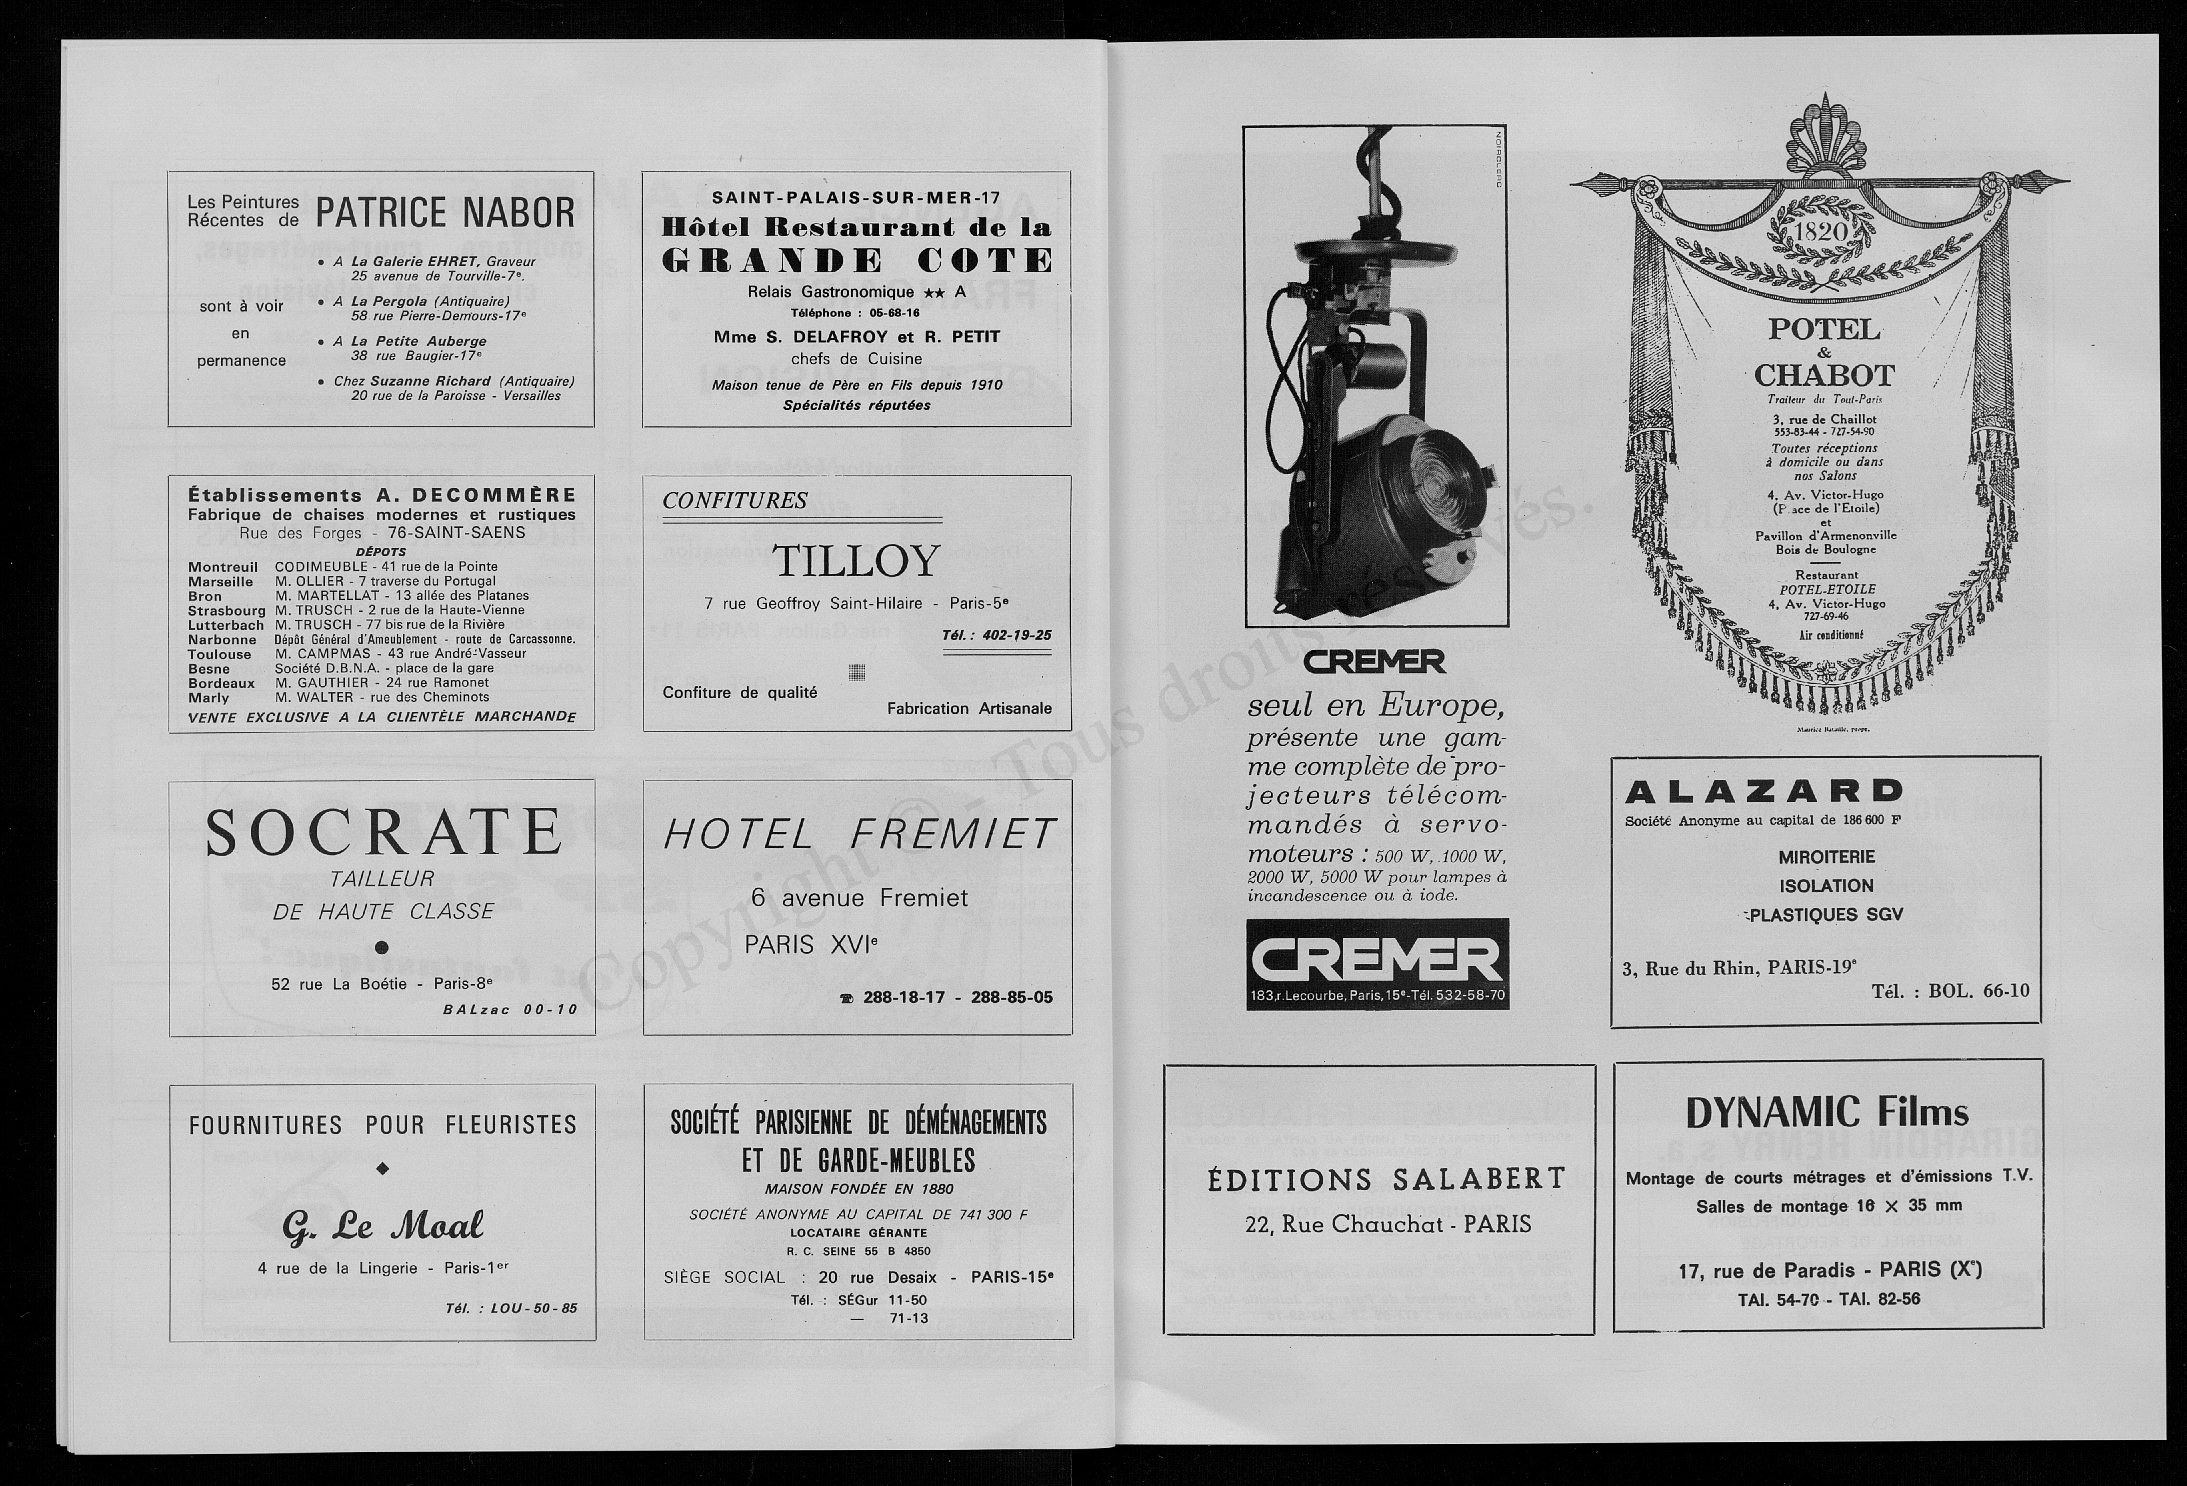 Les Peintures
Récentes de
PATRICE NABOR
sont à voir
en
permanence
• A La Galerie EHRET, Graveur
25 avenue de Tourville-7e.
• A La Pergola (Antiquaire)
58 rue Pierre-Demours-17e
• A La Petite Auberge
38 rue Baugier-17e
• Chez Suzanne Richard (Antiquaire)
20 rue de la Paroisse - Versailles
SAINT-PALAIS-SUR-MER-17
Hôtel Restaurant de la
GRANDE COTE
Relais Gastronomique ★★ A
Téléphone : 05-68-16
Mme S. DELAFROY et R. PETIT
chefs de Cuisine
Maison tenue de Père en Fils depuis 1910
Spécialités réputées
Établissements A. DECOMMÈRE
Fabrique de chaises modernes et rustiques
Rue des Forges - 76-SAINT-SAENS
DÉPOTS
Montreuil CODIMEUBLE - 41 rue de la Pointe
Marseille M. OLLIER - 7 traverse du Portugal
Bron M. MARTELLAT - 13 allée des Platanes
Strasbourg M. TRUSCH - 2 rue de la Haute-Vienne
Lutterbach M. TRUSCH - 77 bis rue de la Rivière
Narbonne Dépôt Général d'Ameublement - route de Carcassonne.
Toulouse M. CAMPMAS - 43 rue André-Vasseur
Besne Société D.B.N.A. - place de la gare
Bordeaux M. GAUTHIER - 24 rue Ramonet
Marly M. WALTER - rue des Cheminots
VENTE EXCLUSIVE A LA CLIENTÈLE MARCHANDE
CONFITURES
TILLOY
7 rue Geoffroy Saint-Hilaire - Paris-5e
Tél. : 402-19-25
Confiture de qualité
Fabrication Artisanale
SOCRATE
TAILLEUR
DE HAUTE CLASSE
52 rue La Boétie - Paris-8e
BALzac 00-10
HOTEL FREMIET
6 avenue Fremiet
PARIS XVIe
☎ 288-18-17 - 288-85-05
FOURNITURES POUR FLEURISTES
G. Le Moal
4 rue de la Lingerie - Paris-1er
Tél. : LOU-50-85
SOCIÉTÉ PARISIENNE DE DÉMÉNAGEMENTS
ET DE GARDE-MEUBLES
MAISON FONDÉE EN 1880
SOCIÉTÉ ANONYME AU CAPITAL DE 741 300 F
LOCATAIRE GÉRANTE
R. C. SEINE 55 B 4850
SIÈGE SOCIAL : 20 rue Desaix - PARIS-15e
Tél. : SÉGur 11-50
— 71-13
CREMER
seul en Europe,
présente une gam-
me complète de pro-
jecteurs télécom-
mandés à servo-
moteurs : 500 W, 1000 W,
2000 W, 5000 W pour lampes à
incandescence ou à iode.
CREMER
183,r.Lecourbe,Paris,15e-Tél.532-58-70
1820
POTEL
&
CHABOT
Traiteur du Tout-Paris
3, rue de Chaillot
553-83-44 - 727-54-90
Toutes réceptions
à domicile ou dans
nos Salons
4, Av. Victor-Hugo
(Place de l'Etoile)
et
Pavillon d'Armenonville
Bois de Boulogne
Restaurant
POTEL-ETOILE
4, Av. Victor-Hugo
727-69-46
Air conditionné
ALAZARD
Société Anonyme au capital de 186 600 F
MIROITERIE
ISOLATION
PLASTIQUES SGV
3, Rue du Rhin, PARIS-19e
Tél. : BOL. 66-10
ÉDITIONS SALABERT
22, Rue Chauchat - PARIS
DYNAMIC Films
Montage de courts métrages et d'émissions T.V.
Salles de montage 16 × 35 mm
17, rue de Paradis - PARIS (Xe)
TAI. 54-70 - TAI. 82-56
Copyright © - Tous droits réservés.